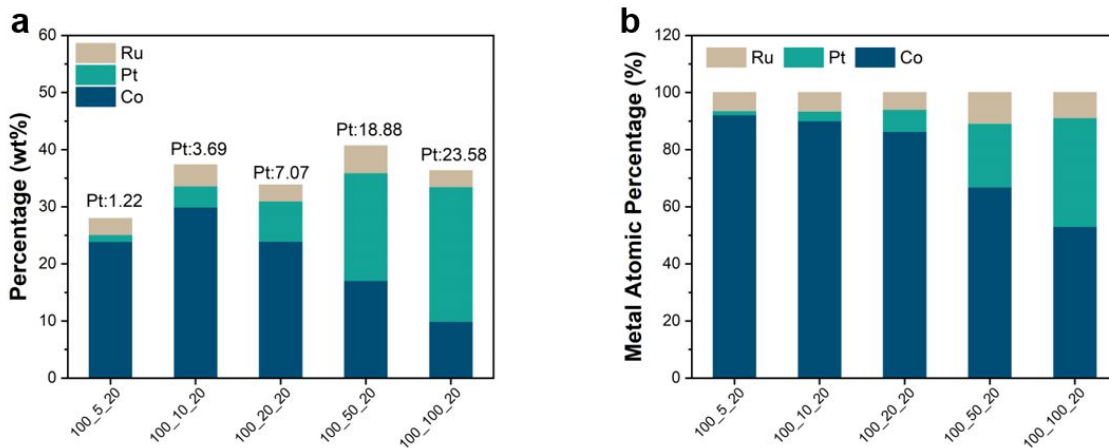 a
Percentage (wt%)
60
50
40
30
20
10
0
Ru
Pt
Co
Pt:1.22
Pt:3.69
Pt:7.07
Pt:18.88
Pt:23.58
100_5_20
100_10_20
100_20_20
100_50_20
100_100_20
b
Metal Atomic Percentage (%)
120
100
80
60
40
20
0
Ru Pt Co
100_5_20
100_10_20
100_20_20
100_50_20
100_100_20